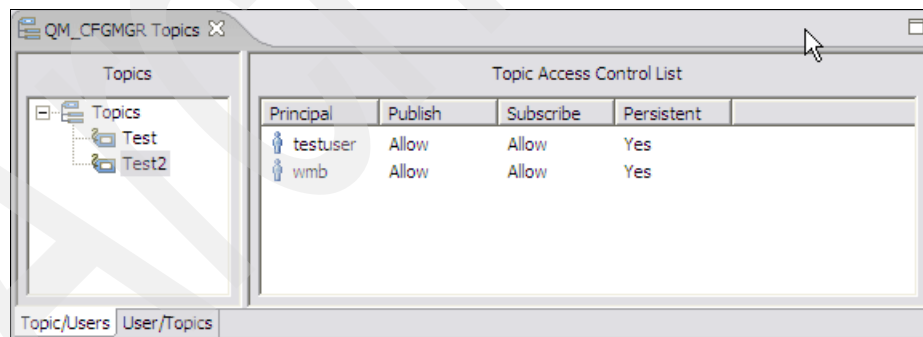 QM_CFGMGR Topics
Topics
Topic Access Control List
Topics
Test
Test2
Principal Publish Subscribe Persistent
testuser Allow Allow Yes
wmb Allow Allow Yes
Topic/Users User/Topics